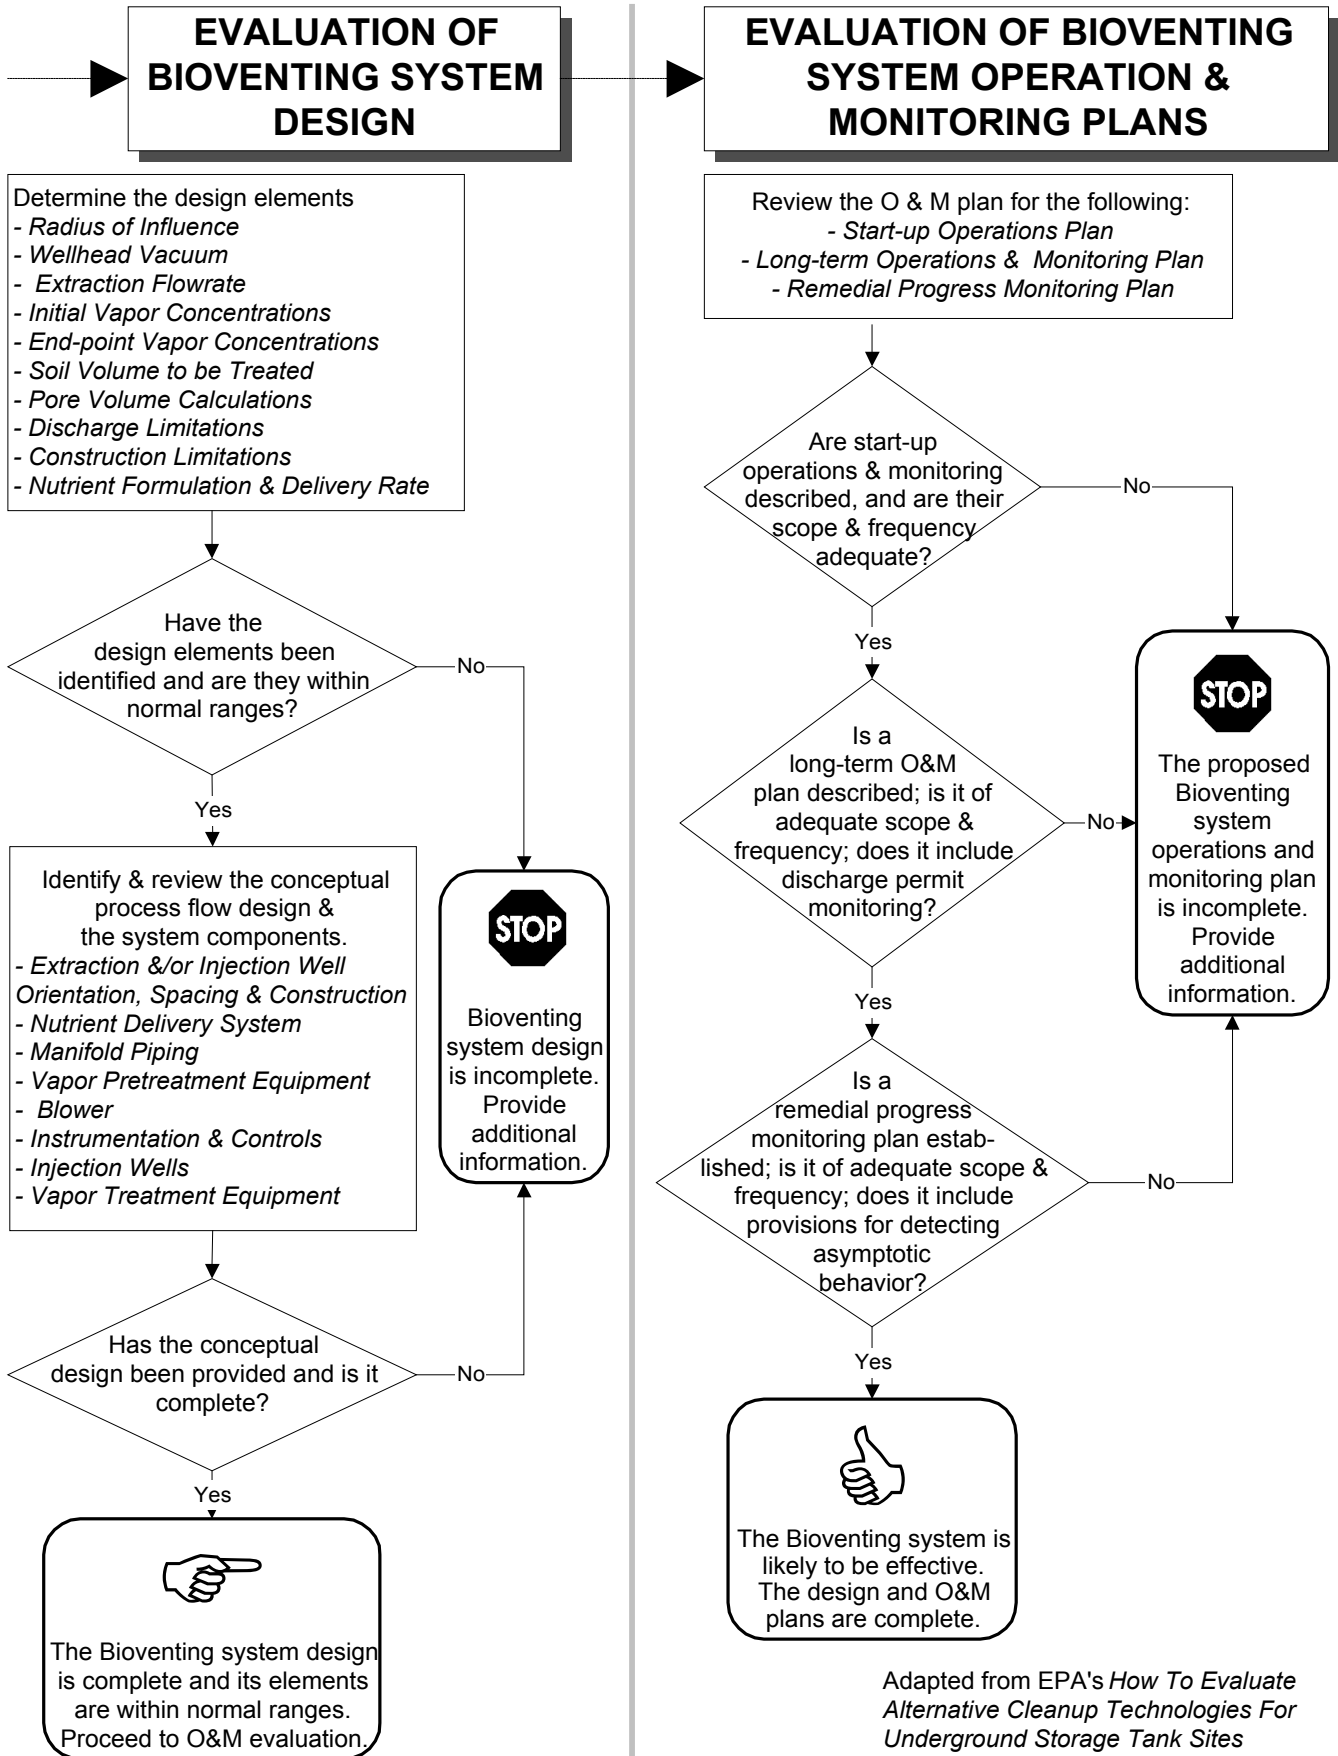 EVALUATION OF
BIOVENTING SYSTEM
DESIGN
Determine the design elements
- Radius of Influence
- Wellhead Vacuum
- Extraction Flowrate
- Initial Vapor Concentrations
- End-point Vapor Concentrations
- Soil Volume to be Treated
- Pore Volume Calculations
- Discharge Limitations
- Construction Limitations
- Nutrient Formulation & Delivery Rate
Have the
design elements been
identified and are they within
normal ranges?
No
Yes
Identify & review the conceptual
process flow design &
the system components.
- Extraction &/or Injection Well
Orientation, Spacing & Construction
- Nutrient Delivery System
- Manifold Piping
- Vapor Pretreatment Equipment
- Blower
- Instrumentation & Controls
- Injection Wells
- Vapor Treatment Equipment
STOP
Bioventing
system design
is incomplete.
Provide
additional
information.
Has the conceptual
design been provided and is it
complete?
No
Yes
The Bioventing system design
is complete and its elements
are within normal ranges.
Proceed to O&M evaluation.
EVALUATION OF BIOVENTING
SYSTEM OPERATION &
MONITORING PLANS
Review the O & M plan for the following:
- Start-up Operations Plan
- Long-term Operations & Monitoring Plan
- Remedial Progress Monitoring Plan
Are start-up
operations & monitoring
described, and are their
scope & frequency
adequate?
No
Yes
Is a
long-term O&M
plan described; is it of
adequate scope &
frequency; does it include
discharge permit
monitoring?
No
Yes
STOP
The proposed
Bioventing
system
operations and
monitoring plan
is incomplete.
Provide
additional
information.
Is a
remedial progress
monitoring plan estab-
lished; is it of adequate scope &
frequency; does it include
provisions for detecting
asymptotic
behavior?
No
Yes
The Bioventing system is
likely to be effective.
The design and O&M
plans are complete.
Adapted from EPA's How To Evaluate
Alternative Cleanup Technologies For
Underground Storage Tank Sites